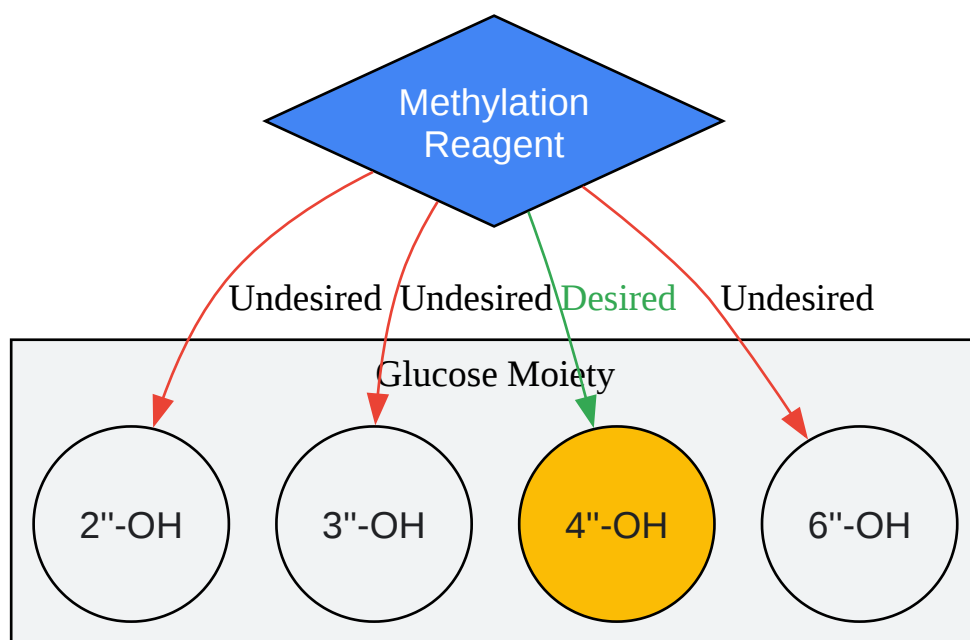 Methylation
Reagent
Undesired Undesired Desired Undesired
Glucose Moiety
2"-OH 3"-OH 4"-OH 6"-OH